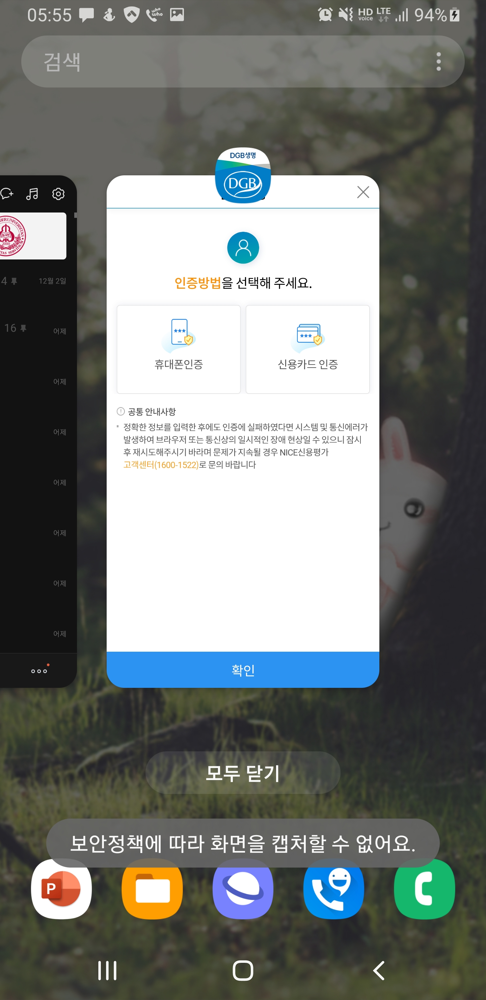 05:55
who
who
HD
voice
LTE
94%
검색
DGB생명
DGB
인증방법을 선택해 주세요.
***
***
휴대폰인증
신용카드 인증
공통 안내사항
정확한 정보를 입력한 후에도 인증에 실패하였다면 시스템 및 통신에러가
발생하여 브라우저 또는 통신상의 일시적인 장애 현상일 수 있으니 잠시
후 재시도해주시기 바라며 문제가 지속될 경우 NICE신용평가
고객센터(1600-1522)로 문의 바랍니다
확인
2000
4
12월 2일
16
어제
어제
어제
어제
어제
어제
어제
모두 닫기
보안정책에 따라 화면을 캡처할 수 없어요.
P